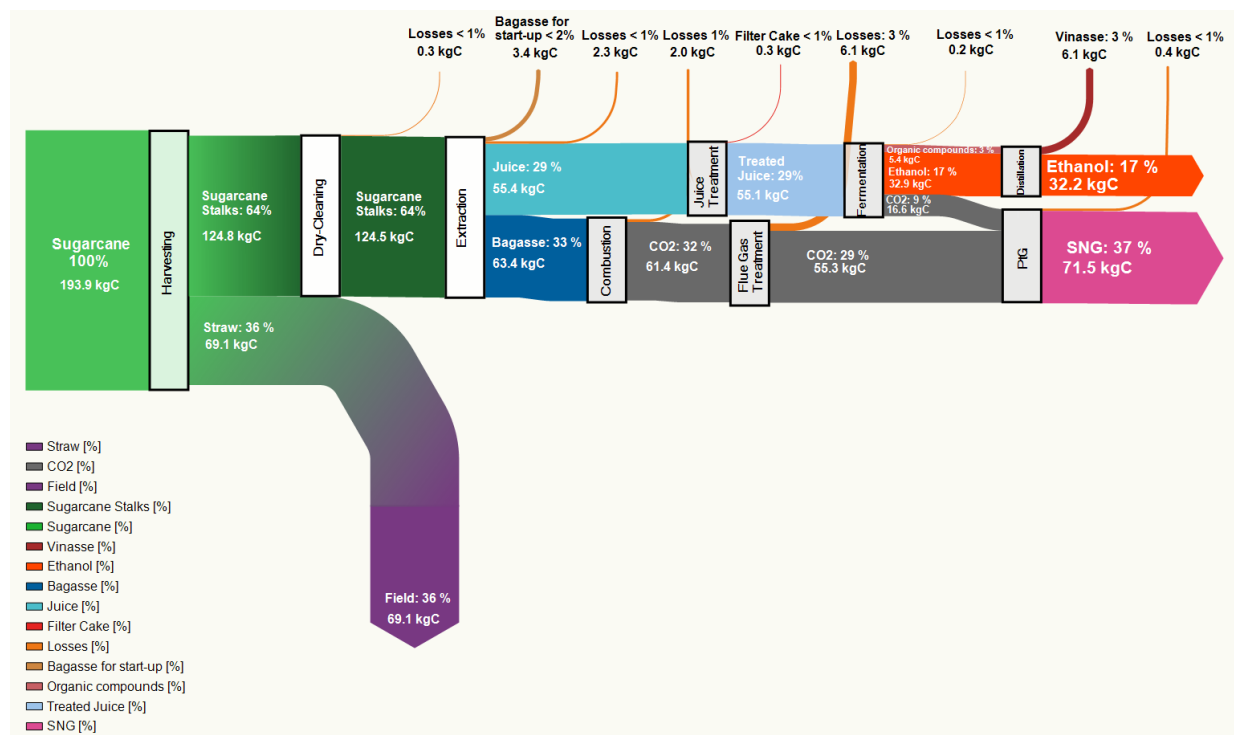 Losses < 1%
0.3 kgC
Bagasse for
start-up < 2%
3.4 kgC
Losses < 1%
2.3 kgC
Losses 1%
2.0 kgC
Filter Cake < 1%
0.3 kgC
Losses: 3 %
6.1 kgC
Losses < 1%
0.2 kgC
Vinasse: 3 %
6.1 kgC
Losses < 1%
0.4 kgC
Sugarcane
100%
193.9 kgC
Harvesting
Sugarcane
Stalks: 64%
124.8 kgC
Dry-Cleaning
Sugarcane
Stalks: 64%
124.5 kgC
Extraction
Juice: 29 %
55.4 kgC
Juice
Treatment
Treated
Juice: 29%
55.1 kgC
Fermentation
Organic compounds: 3 %
5.4 kgC
Ethanol: 17 %
32.9 kgC
CO2: 9 %
16.6 kgC
Distillation
Ethanol: 17 %
32.2 kgC
Bagasse: 33 %
63.4 kgC
Combustion
CO2: 32 %
61.4 kgC
Flue Gas
Treatment
CO2: 29 %
55.3 kgC
PtG
SNG: 37 %
71.5 kgC
Straw: 36 %
69.1 kgC
Field: 36 %
69.1 kgC
Straw [%]
CO2 [%]
Field [%]
Sugarcane Stalks [%]
Sugarcane [%]
Vinasse [%]
Ethanol [%]
Bagasse [%]
Juice [%]
Filter Cake [%]
Losses [%]
Bagasse for start-up [%]
Organic compounds [%]
Treated Juice [%]
SNG [%]